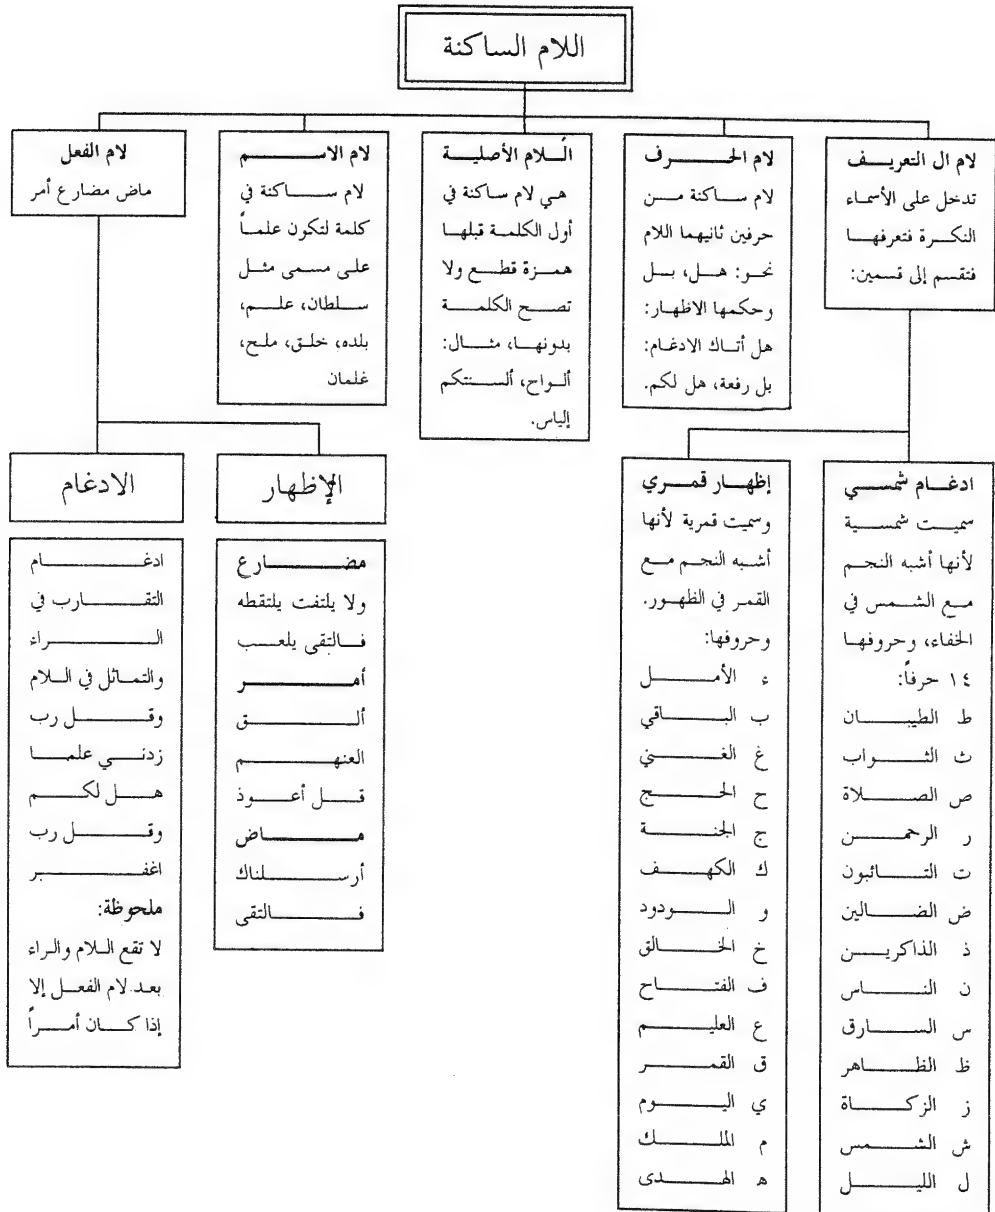 اللام الساكنة
لام ال التعريف
تدخل على الأسماء
النكرة فتعرفها
فتقسم إلى قسمين:
لام الحرف
لام ساكنة من
حرفين ثانيهما اللام
نحو: هل، بل
وحكمها الاظهار:
هل أتاك الادغام:
بل رفعة، هل لكم.
اللام الأصلية
هي لام ساكنة في
أول الكلمة قبلها
همزة قطع ولا
تصح الكلمة
بدونها، مثال:
ألواح، ألسنتكم
إلياس.
لام الاسم
لام ساكنة في
كلمة لتكون علماً
على مسمى مثل
سلطان، علم،
بلده، خلق، ملح،
غلمان
لام الفعل
ماض مضارع أمر
ادغام شمسي
سميت شمسية
لأنها أشبه النجم
مع الشمس في
الخفاء، وحروفها
١٤ حرفاً:
ط الطيبان
ث الثواب
ص الصلاة
ر الرحمن
ت التائبون
ض الضالين
ذ الذاكرين
ن الناس
س السارق
ظ الظاهر
ز الزكاة
ش الشمس
ل الليل
إظهار قمري
وسميت قمرية لأنها
أشبه النجم مع
القمر في الظهور.
وحروفها:
ء الأمل
ب الباقي
غ الغني
ح الحج
ج الجنة
ك الكهف
و الودود
خ الخالق
ف الفتاح
ع العليم
ق القمر
ي اليوم
م الملك
ه الهدى
الإظهار
مضارع
ولا يلتفت يلتقطه
فالتقى يلعب
أمر
ألق
العنهم
قل أعوذ
ماض
أرسلناك
فالتقى
الادغام
ادغام
التقارب في
الراء
والتماثل في اللام
وقل رب
زدني علما
هل لكم
وقل رب
اغفر
ملحوظة:
لا تقع اللام والراء
بعد لام الفعل إلا
إذا كان أمراً